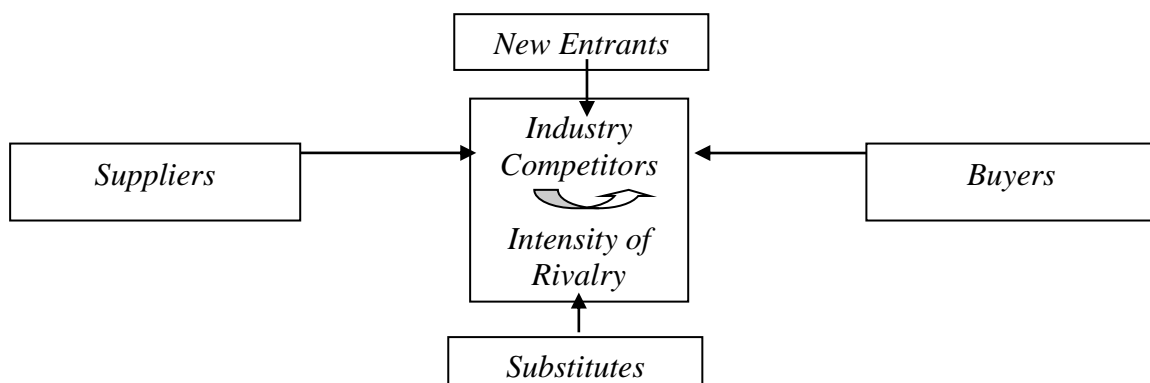 New Entrants
Industry
Competitors
Suppliers
Buyers
Intensity of
Rivalry
Substitutes